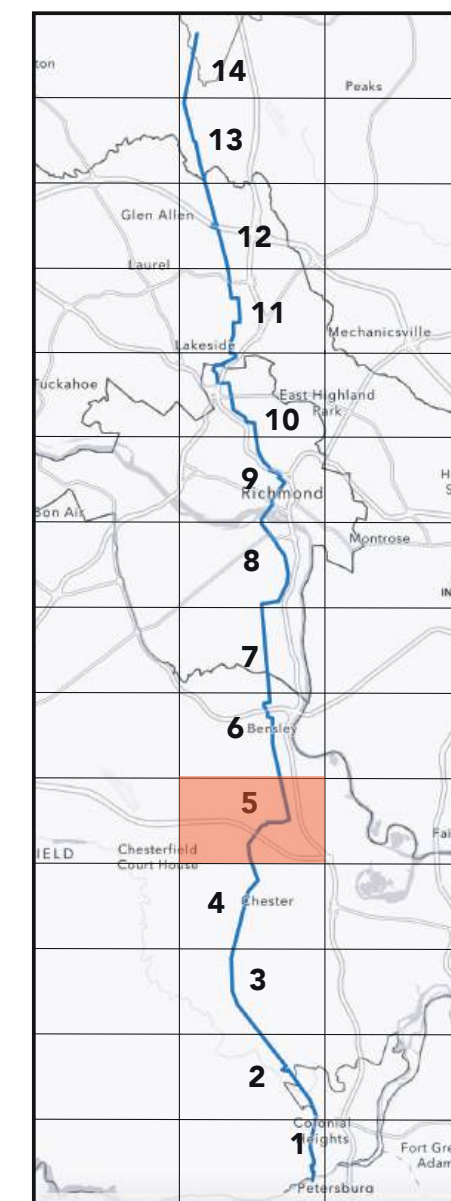 14
ton
Peaks
13
Glen Allen
12
Laurel
11
Mechanicsville
Lakeside
Tuckahoe
East Highland
Park
10
H
S
9
Richmond
Bon Air
Montrose
8
IN
7
6
Bensley
5
Fai
IELD
Chesterfield
Court House
4
Chester
3
2
Colonial
Heights
1
Fort Gre
Adam
Petersburg